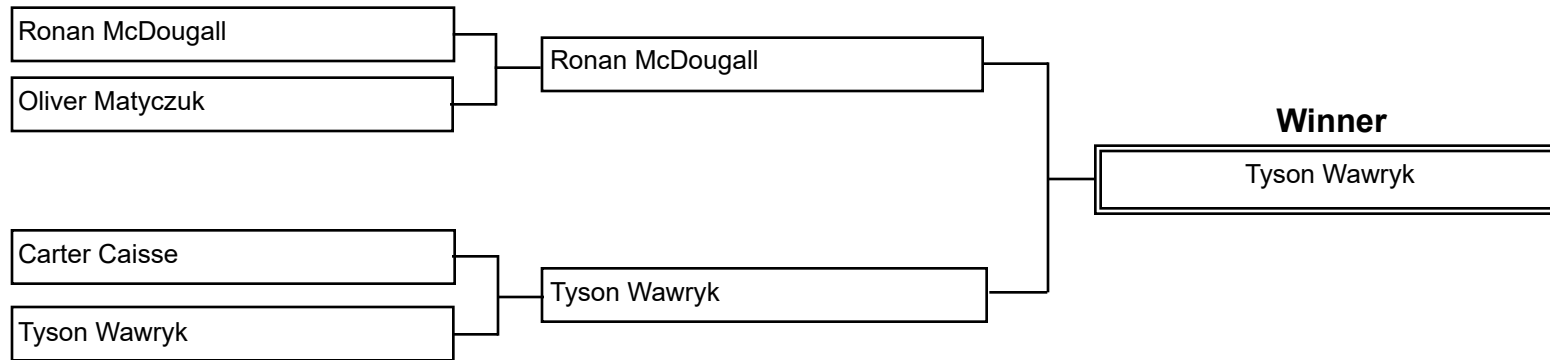 Ronan McDougall
Oliver Matyczuk
Ronan McDougall
Winner
Tyson Wawryk
Carter Caisse
Tyson Wawryk
Tyson Wawryk